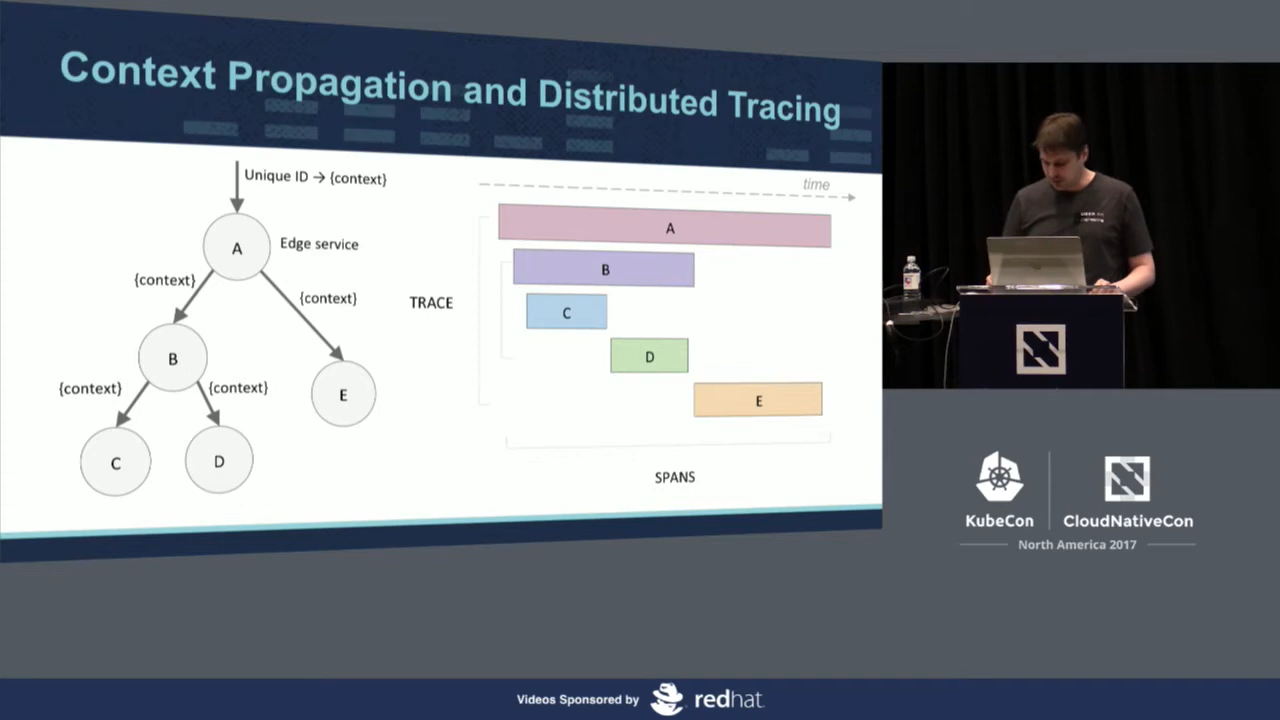 Context Propagation and Distributed Tracing
Unique ID → {context}
A
Edge service
{context}
{context}
B
{context}
{context}
E
C
D
time
TRACE
A
B
C
D
E
SPANS
KubeCon
CloudNativeCon
North America 2017
Videos Sponsored by
redhat